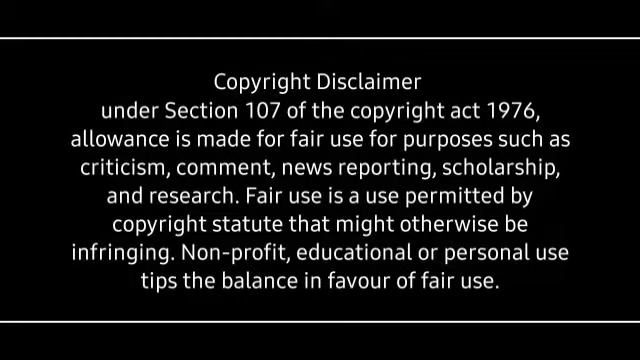 Copyright Disclaimer
under Section 107 of the copyright act 1976,
allowance is made for fair use for purposes such as
criticism, comment, news reporting, scholarship,
and research. Fair use is a use permitted by
copyright statute that might otherwise be
infringing. Non-profit, educational or personal use
tips the balance in favour of fair use.